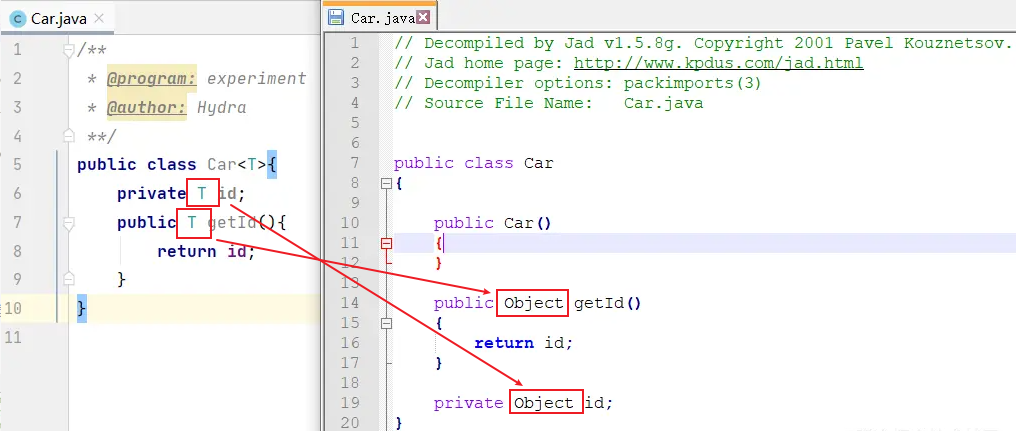 Car.java
1 /**
2 * @program: experiment
3 * @author: Hydra
4 **/
5 public class Car<T>{
6 private T id;
7 public T getId(){
8 return id;
9 }
10 }
11
Car.java
1 // Decompiled by Jad v1.5.8g. Copyright 2001 Pavel Kouznetsov.
2 // Jad home page: http://www.kpdus.com/jad.html
3 // Decompiler options: packimports(3)
4 // Source File Name:   Car.java
5
6
7 public class Car
8 {
9
10 public Car()
11 {
12 }
13
14 public Object getId()
15 {
16 return id;
17 }
18
19 private Object id;
20 }